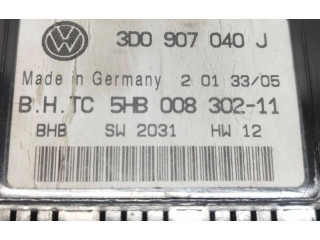 3D0 907 040 J
Made in Germany 2 01 33/05
B.H.TC 5HB 008 302-11
BHB SW 2031 HW 12